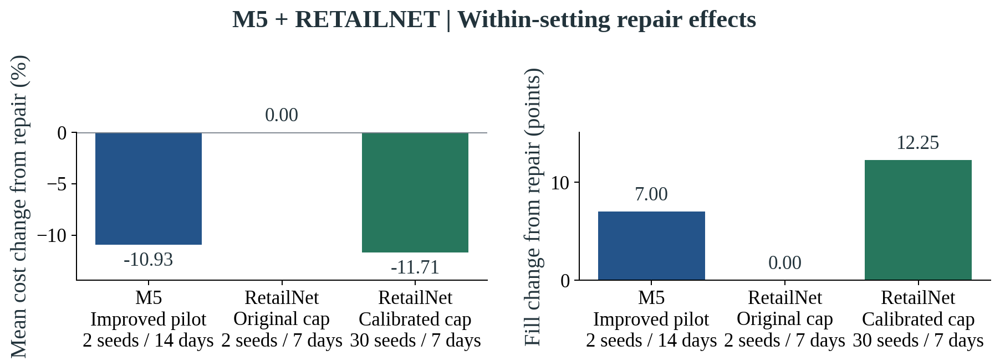 M5 + RETAILNET | Within-setting repair effects
Mean cost change from repair (%)
0
−5
−10
-10.93
0.00
-11.71
M5
Improved pilot
2 seeds / 14 days
RetailNet
Original cap
2 seeds / 7 days
RetailNet
Calibrated cap
30 seeds / 7 days
Fill change from repair (points)
10
0
7.00
0.00
12.25
M5
Improved pilot
2 seeds / 14 days
RetailNet
Original cap
2 seeds / 7 days
RetailNet
Calibrated cap
30 seeds / 7 days